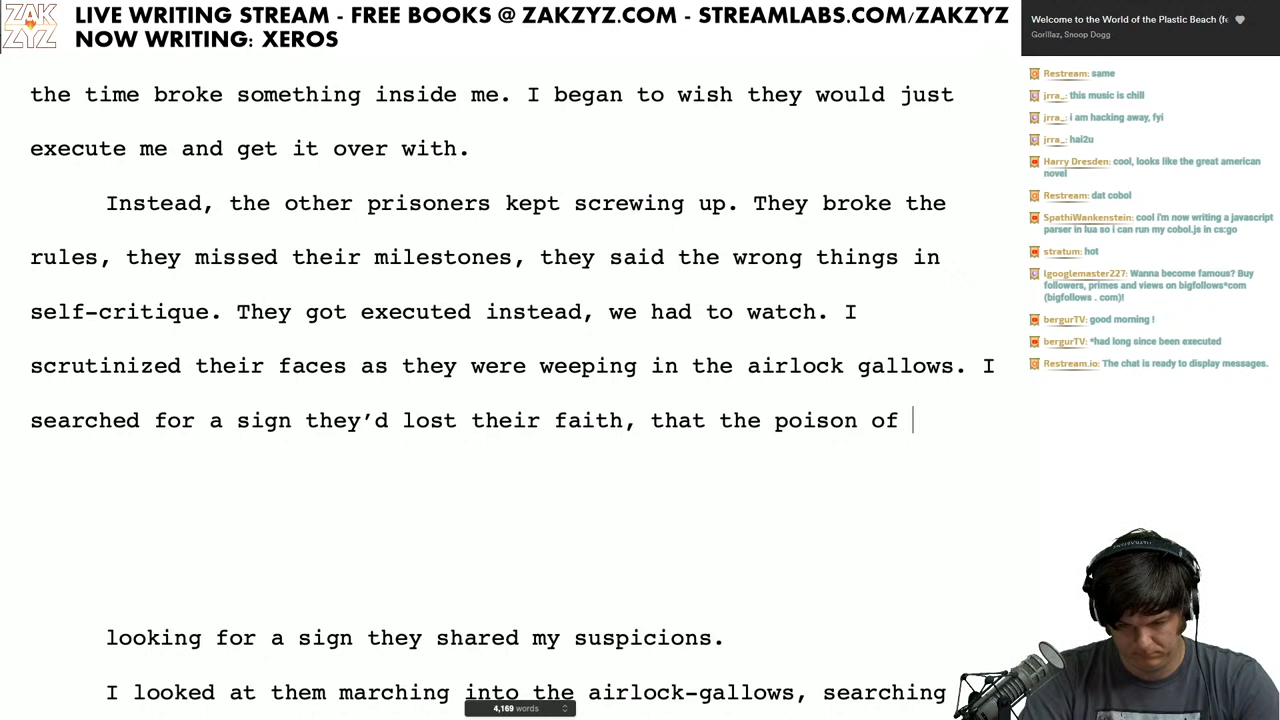 ZAK
ZYZ
LIVE WRITING STREAM - FREE BOOKS @ ZAKZYZ.COM - STREAMLABS.COM/ZAKZYZ
NOW WRITING: XEROS
Welcome to the World of the Plastic Beach (fe
Gorillaz, Snoop Dogg
the time broke something inside me. I began to wish they would just
execute me and get it over with.
Instead, the other prisoners kept screwing up. They broke the
rules, they missed their milestones, they said the wrong things in
self-critique. They got executed instead, we had to watch. I
scrutinized their faces as they were weeping in the airlock gallows. I
searched for a sign they’d lost their faith, that the poison of
looking for a sign they shared my suspicions.
I looked at them marching into the airlock-gallows, searching
4,169 words
Restream: same
jrra_: this music is chill
jrra_: i am hacking away, fyi
jrra_: hai2u
Harry Dresden: cool, looks like the great american
novel
Restream: dat cobol
SpathiWankenstein: cool i'm now writing a javascript
parser in lua so i can run my cobol.js in cs:go
stratum: hot
lgooglemaster227: Wanna become famous? Buy
followers, primes and views on bigfollows*com
(bigfollows . com)!
bergurTV: good morning !
bergurTV: *had long since been executed
Restream.io: The chat is ready to display messages.